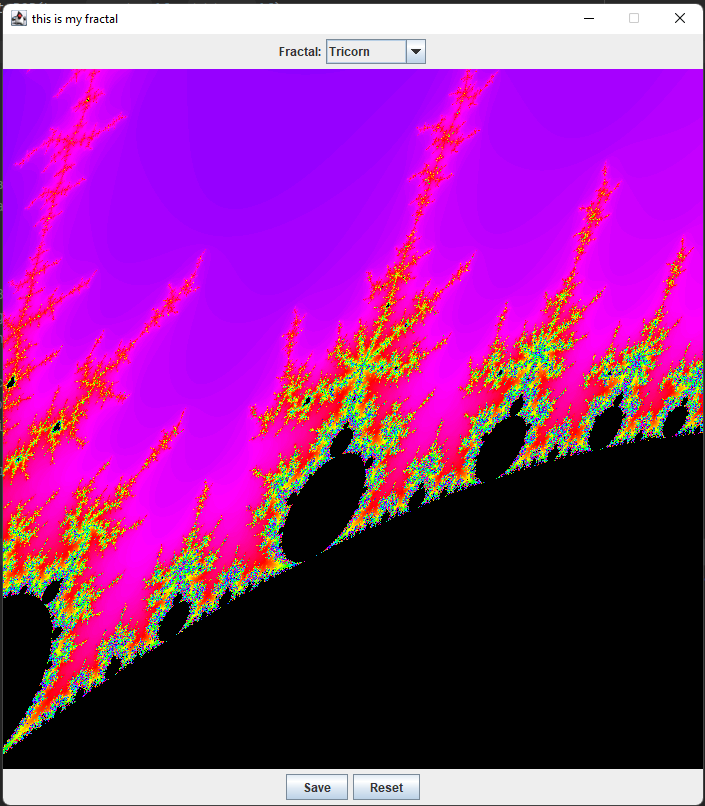 this is my fractal
Fractal: Tricorn
Save Reset